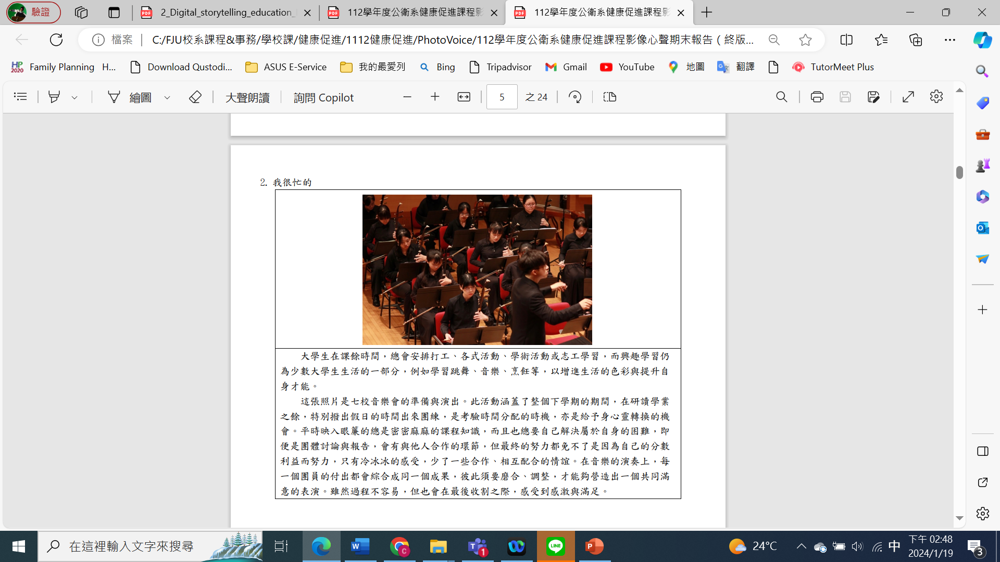 驗證
2_Digital_storytelling_education_
112學年度公衛系健康促進課程影
112學年度公衛系健康促進課程影
檔案
C:/FJU校系課程&事務/學校課/健康促進/1112健康促進/PhotoVoice/112學年度公衛系健康促進課程影像心聲期末報告（終版...
Family Planning H...
Download Qustodi...
ASUS E-Service
我的最愛列
Bing
Tripadvisor
Gmail
YouTube
地圖
翻譯
TutorMeet Plus
繪圖
大聲朗讀
詢問 Copilot
5
之 24
2. 我很忙的
大學生在課餘時間，總會安排打工、各式活動、學術活動或志工學習，而興趣學習仍
為少數大學生生活的一部分，例如學習跳舞、音樂、烹飪等，以增進生活的色彩與提升自
身才能。
這張照片是七校音樂會的準備與演出。此活動涵蓋了整個下學期的期間，在研讀學業
之餘，特別撥出假日的時間出來團練，是考驗時間分配的時機，亦是給予身心靈轉換的機
會。平時映入眼簾的總是密密麻麻的課程知識，而且也總要自己解決屬於自身的困難，即
便是團體討論與報告，會有與他人合作的環節，但最終的努力都免不了是因為自己的分數
利益而努力，只有冷冰冰的感受，少了一些合作、相互配合的情誼。在音樂的演奏上，每
一個團員的付出都會綜合成同一個成果，彼此須要磨合、調整，才能夠營造出一個共同滿
意的表演。雖然過程不容易，但也會在最後收割之際，感受到感激與滿足。
在這裡輸入文字來搜尋
24°C
中
下午 02:48
2024/1/19
3